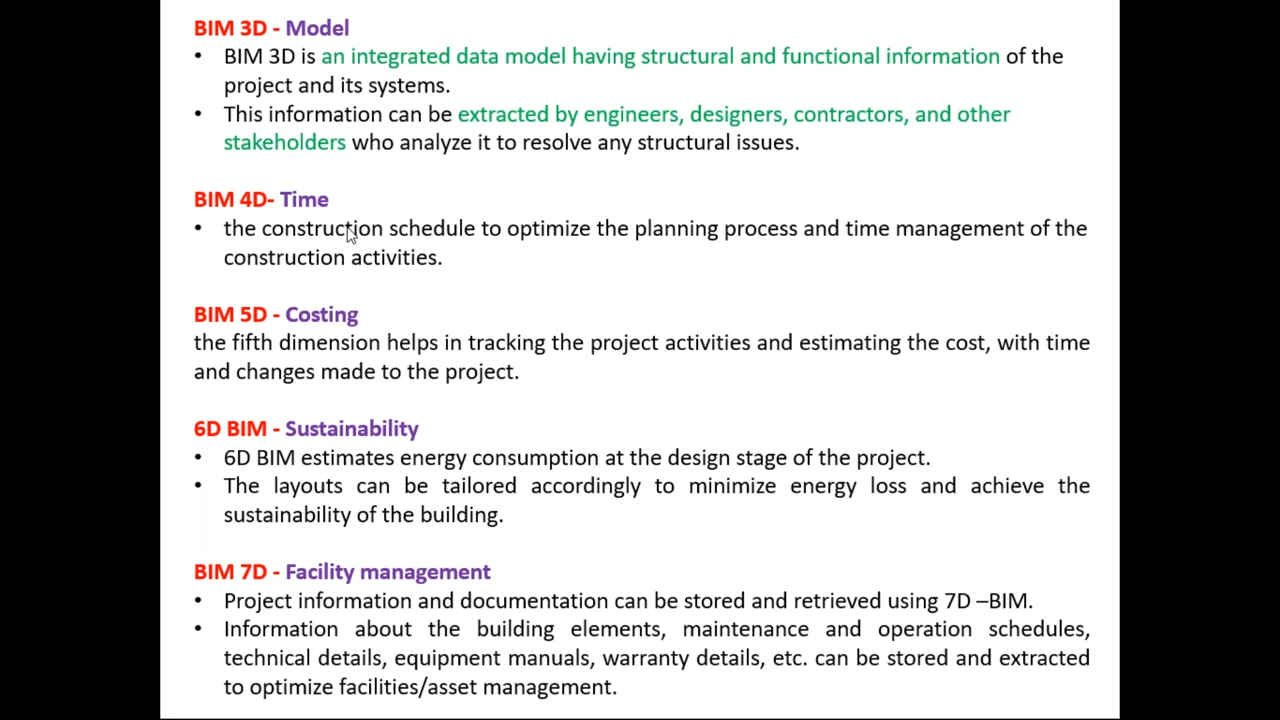 BIM 3D - Model
• BIM 3D is an integrated data model having structural and functional information of the
project and its systems.
• This information can be extracted by engineers, designers, contractors, and other
stakeholders who analyze it to resolve any structural issues.
BIM 4D- Time
• the construction schedule to optimize the planning process and time management of the
construction activities.
BIM 5D - Costing
the fifth dimension helps in tracking the project activities and estimating the cost, with time
and changes made to the project.
6D BIM - Sustainability
• 6D BIM estimates energy consumption at the design stage of the project.
• The layouts can be tailored accordingly to minimize energy loss and achieve the
sustainability of the building.
BIM 7D - Facility management
• Project information and documentation can be stored and retrieved using 7D –BIM.
• Information about the building elements, maintenance and operation schedules,
technical details, equipment manuals, warranty details, etc. can be stored and extracted
to optimize facilities/asset management.